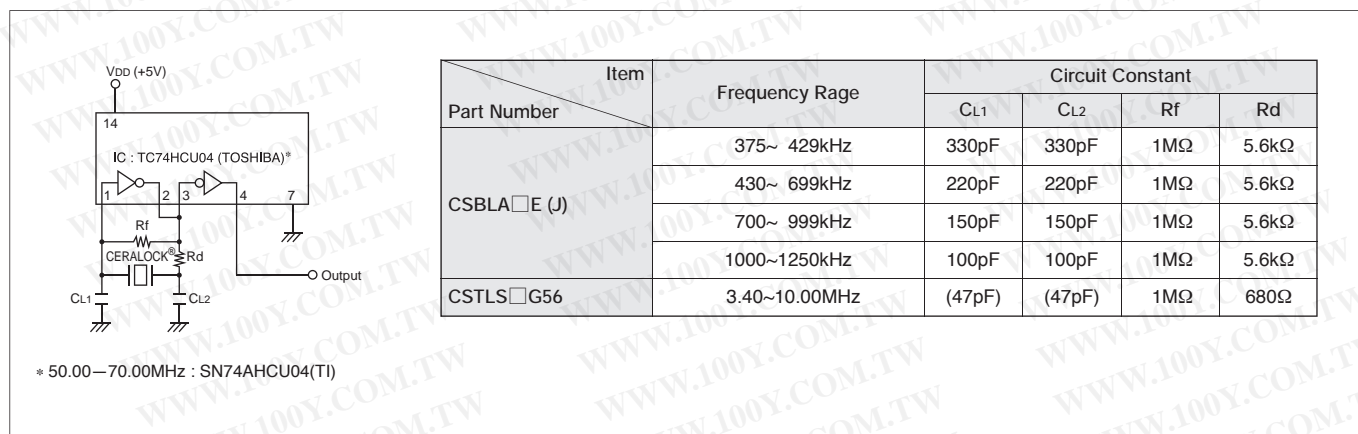 VDD (+5V)
14
IC : TC74HCU04 (TOSHIBA)*
1 2 3 4 7
Rf
CERALOCK® Rd
Output
CL1 CL2
* 50.00—70.00MHz : SN74AHCU04(TI)
Item
Part Number
Frequency Rage
Circuit Constant
CL1 CL2 Rf Rd
CSBLA□E (J)
375~ 429kHz 330pF 330pF 1MΩ 5.6kΩ
430~ 699kHz 220pF 220pF 1MΩ 5.6kΩ
700~ 999kHz 150pF 150pF 1MΩ 5.6kΩ
1000~1250kHz 100pF 100pF 1MΩ 5.6kΩ
CSTLS□G56 3.40~10.00MHz (47pF) (47pF) 1MΩ 680Ω
WWW.100Y.COM.TW